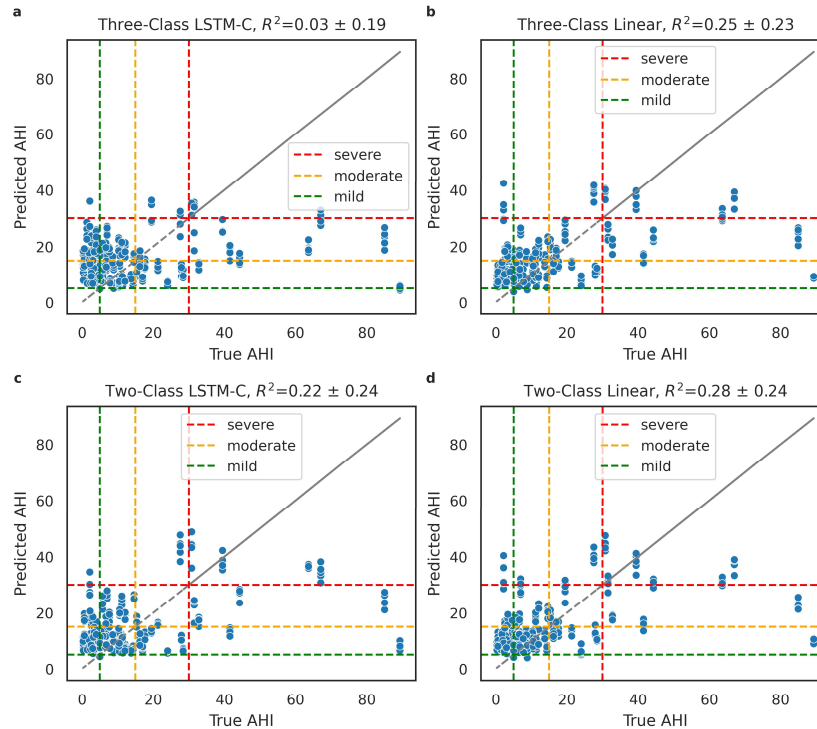 a
Three-Class LSTM-C, R²=0.03 ± 0.19
Predicted AHI
80
60
40
20
0
severe
moderate
mild
0 20 40 60 80
True AHI
b
Three-Class Linear, R²=0.25 ± 0.23
Predicted AHI
80
60
40
20
0
severe
moderate
mild
0 20 40 60 80
True AHI
c
Two-Class LSTM-C, R²=0.22 ± 0.24
Predicted AHI
80
60
40
20
0
severe
moderate
mild
0 20 40 60 80
True AHI
d
Two-Class Linear, R²=0.28 ± 0.24
Predicted AHI
80
60
40
20
0
severe
moderate
mild
0 20 40 60 80
True AHI